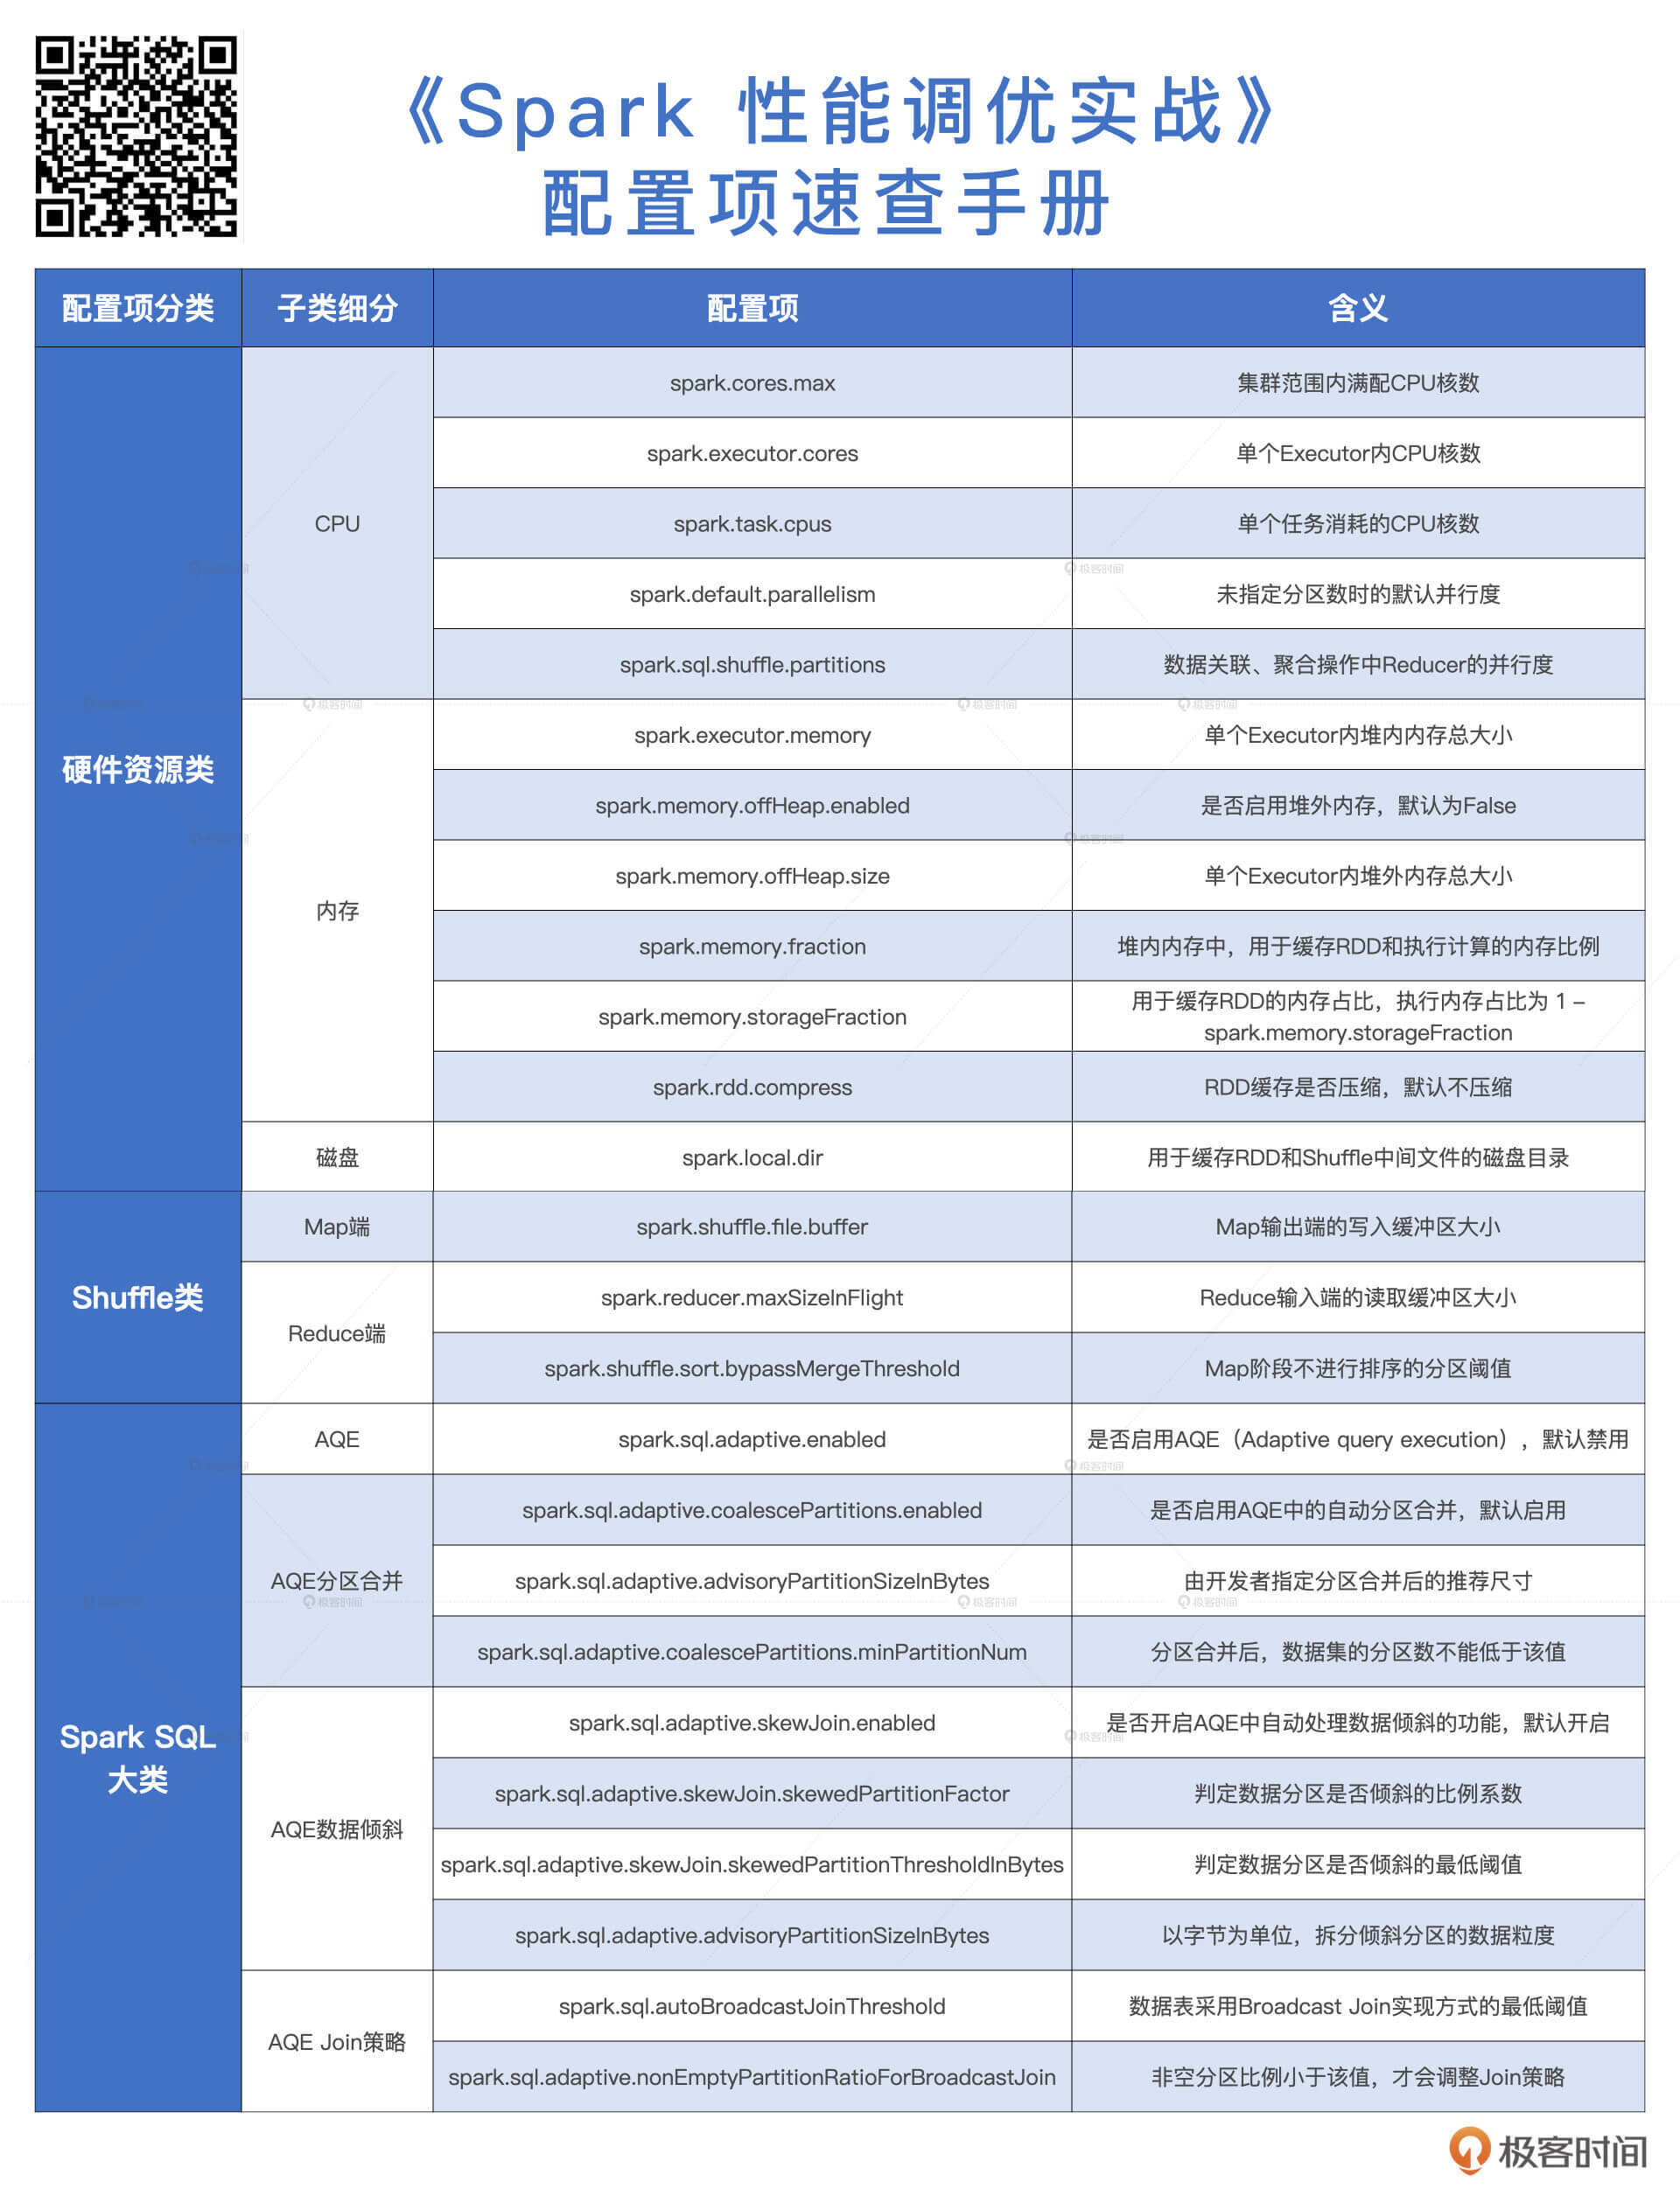 《Spark 性能调优实战》
配置项速查手册
配置项分类 子类细分 配置项 含义
硬件资源类
CPU
spark.cores.max 集群范围内满配CPU核数
spark.executor.cores 单个Executor内CPU核数
spark.task.cpus 单个任务消耗的CPU核数
spark.default.parallelism 未指定分区数时的默认并行度
spark.sql.shuffle.partitions 数据关联、聚合操作中Reducer的并行度
内存
spark.executor.memory 单个Executor内堆内内存总大小
spark.memory.offHeap.enabled 是否启用堆外内存，默认为False
spark.memory.offHeap.size 单个Executor内堆外内存总大小
spark.memory.fraction 堆内内存中，用于缓存RDD和执行计算的内存比例
spark.memory.storageFraction 用于缓存RDD的内存占比，执行内存占比为 1 –
spark.memory.storageFraction
spark.rdd.compress RDD缓存是否压缩，默认不压缩
磁盘 spark.local.dir 用于缓存RDD和Shuffle中间文件的磁盘目录
Shuffle类
Map端 spark.shuffle.file.buffer Map输出端的写入缓冲区大小
Reduce端
spark.reducer.maxSizeInFlight Reduce输入端的读取缓冲区大小
spark.shuffle.sort.bypassMergeThreshold Map阶段不进行排序的分区阈值
Spark SQL
大类
AQE spark.sql.adaptive.enabled 是否启用AQE（Adaptive query execution），默认禁用
AQE分区合并
spark.sql.adaptive.coalescePartitions.enabled 是否启用AQE中的自动分区合并，默认启用
spark.sql.adaptive.advisoryPartitionSizeInBytes 由开发者指定分区合并后的推荐尺寸
spark.sql.adaptive.coalescePartitions.minPartitionNum 分区合并后，数据集的分区数不能低于该值
AQE数据倾斜
spark.sql.adaptive.skewJoin.enabled 是否开启AQE中自动处理数据倾斜的功能，默认开启
spark.sql.adaptive.skewJoin.skewedPartitionFactor 判定数据分区是否倾斜的比例系数
spark.sql.adaptive.skewJoin.skewedPartitionThresholdInBytes 判定数据分区是否倾斜的最低阈值
spark.sql.adaptive.advisoryPartitionSizeInBytes 以字节为单位，拆分倾斜分区的数据粒度
AQE Join策略
spark.sql.autoBroadcastJoinThreshold 数据表采用Broadcast Join实现方式的最低阈值
spark.sql.adaptive.nonEmptyPartitionRatioForBroadcastJoin 非空分区比例小于该值，才会调整Join策略
极客时间